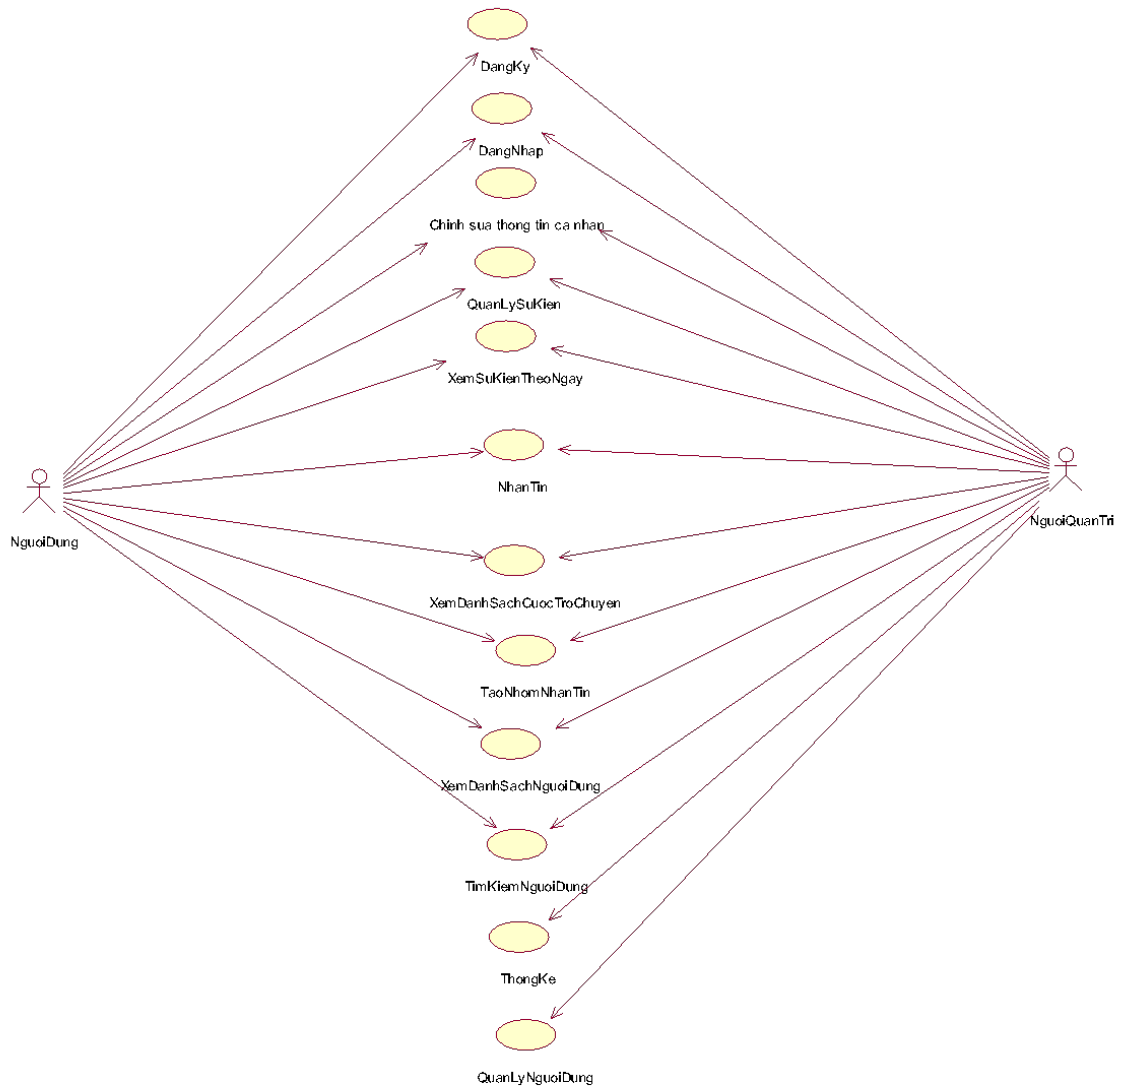 DangKy
DangNhap
Chinh sua thong tin ca nhan
QuanLySuKien
XemSuKienTheoNgay
NhanTin
NguoiDung
NguoiQuanTri
XemDanhSachCuocTroChuyen
TaoNhomNhanTin
XemDanhSachNguoiDung
TimKiemNguoiDung
ThongKe
QuanLyNguoiDung